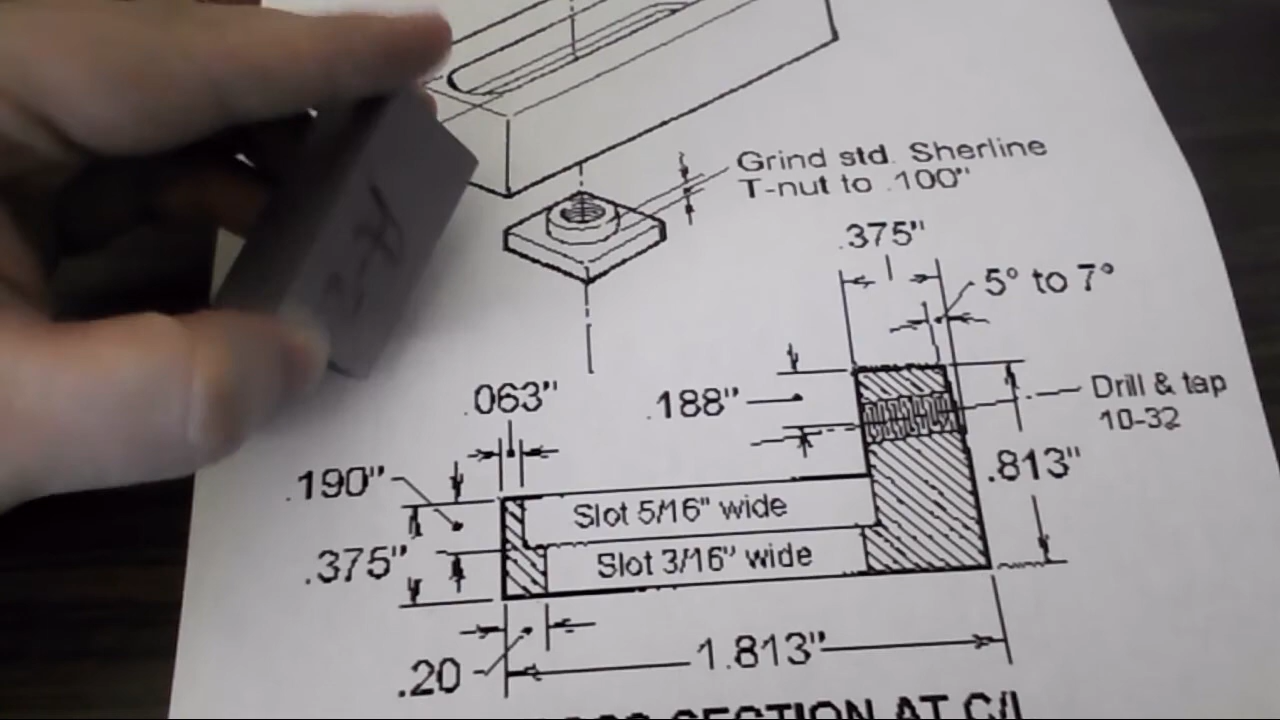 Grind std. Sherline
T-nut to .100"
.375"
5° to 7°
.063"
.188"
Drill & tap
10-32
.190"
.813"
Slot 5/16" wide
.375"
Slot 3/16" wide
.20
1.813"
SECTION AT C/L